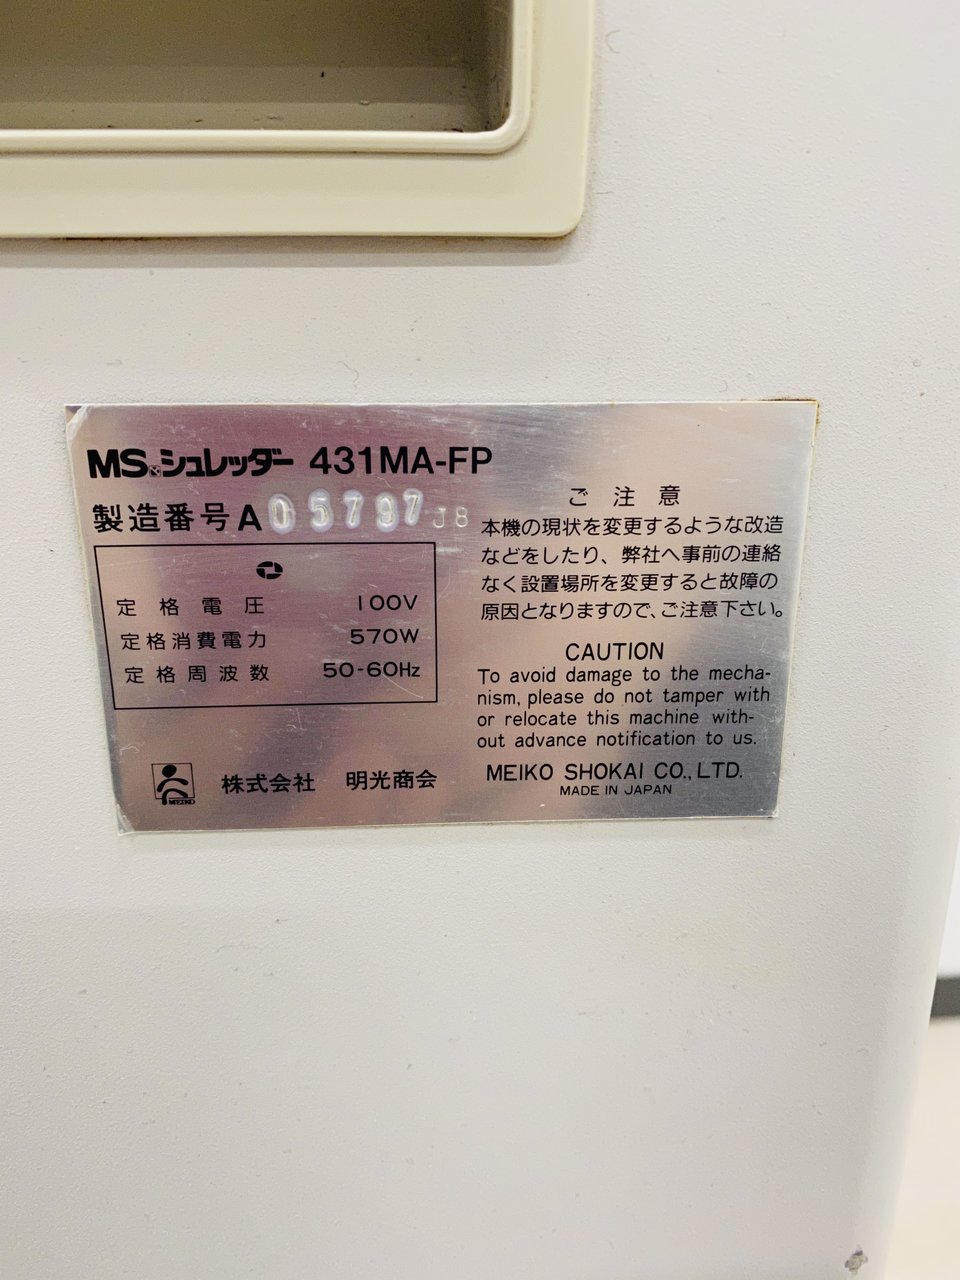 MSシュレッダー 431MA-FP
製造番号 A 05797 J8
定格電圧 100V
定格消費電力 570W
定格周波数 50-60Hz
MEIKO
株式会社 明光商会
ご注意
本機の現状を変更するような改造
などをしたり、弊社へ事前の連絡
なく設置場所を変更すると故障の
原因となりますので、ご注意下さい。
CAUTION
To avoid damage to the mecha-
nism, please do not tamper with
or relocate this machine with-
out advance notification to us.
MEIKO SHOKAI CO., LTD.
MADE IN JAPAN